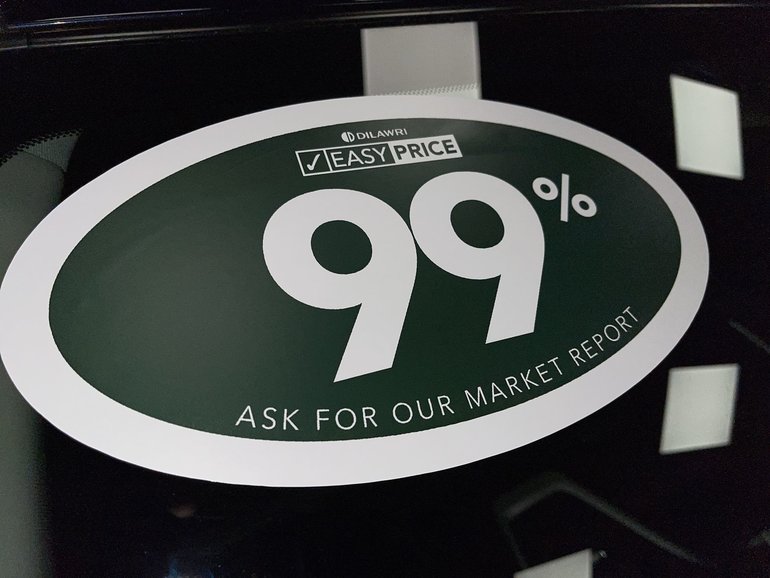 DILAWRI
✓ EASY PRICE
99%
ASK FOR OUR MARKET REPORT